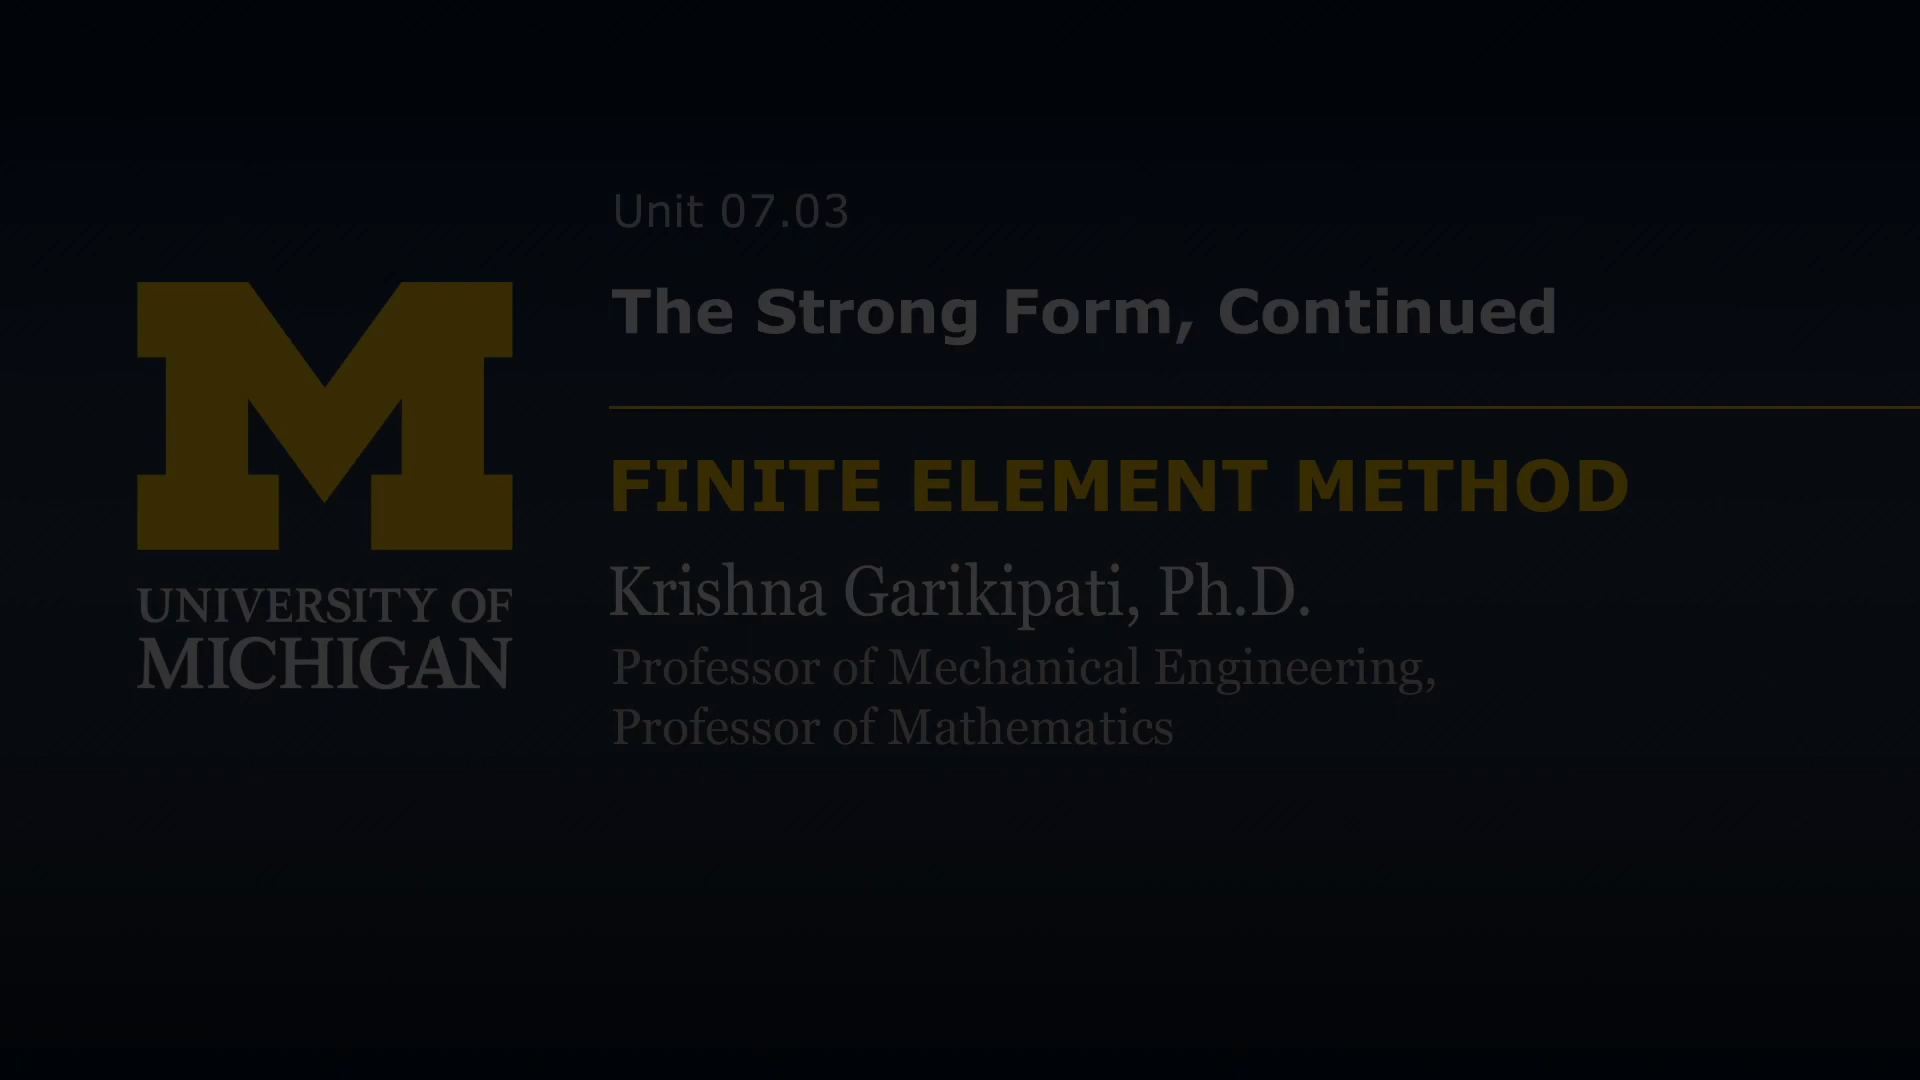 Unit 07.03
The Strong Form, Continued
FINITE ELEMENT METHOD
Krishna Garikipati, Ph.D.
Professor of Mechanical Engineering,
Professor of Mathematics
M
UNIVERSITY OF
MICHIGAN